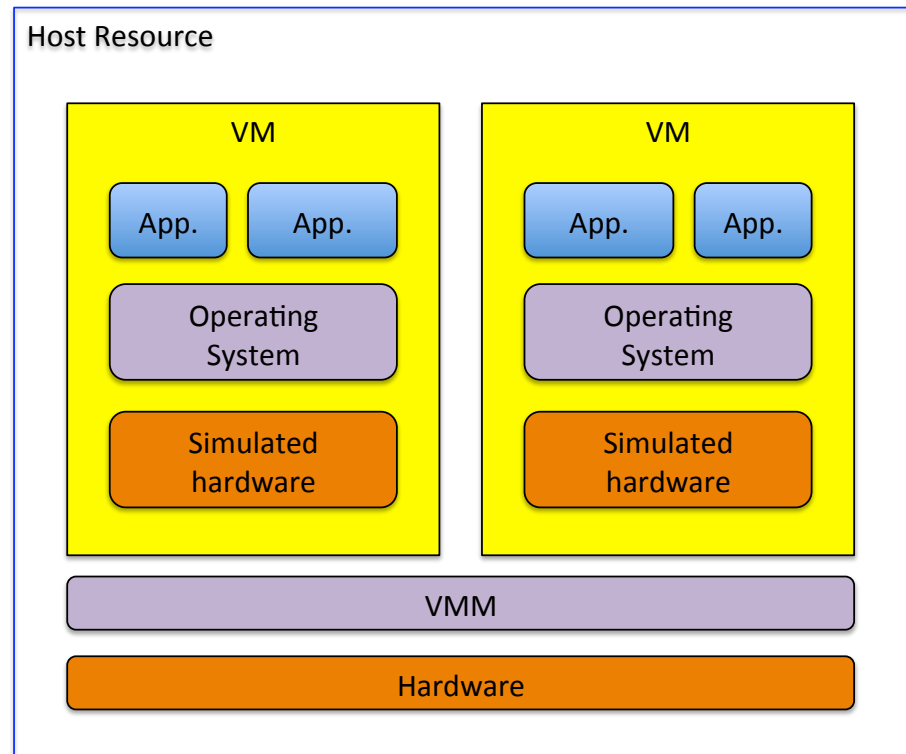 Host Resource
VM
VM
App.
App.
App.
App.
Operating
System
Operating
System
Simulated
hardware
Simulated
hardware
VMM
Hardware